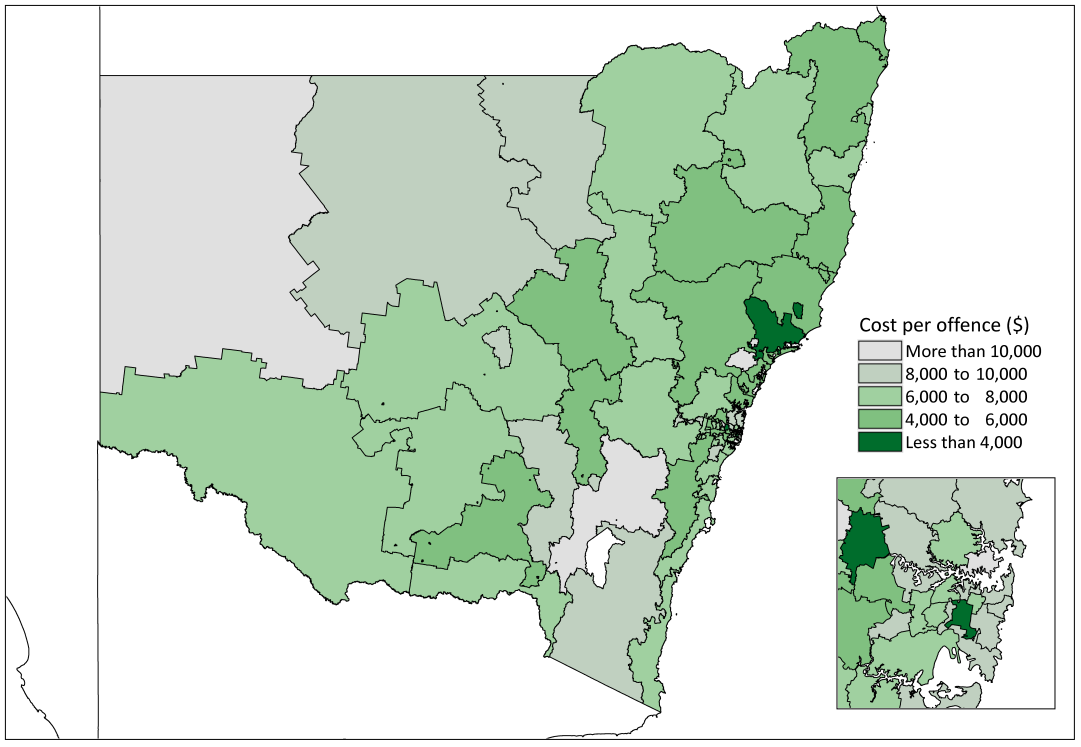 Cost per offence ($)
More than 10,000
8,000 to 10,000
6,000 to 8,000
4,000 to 6,000
Less than 4,000